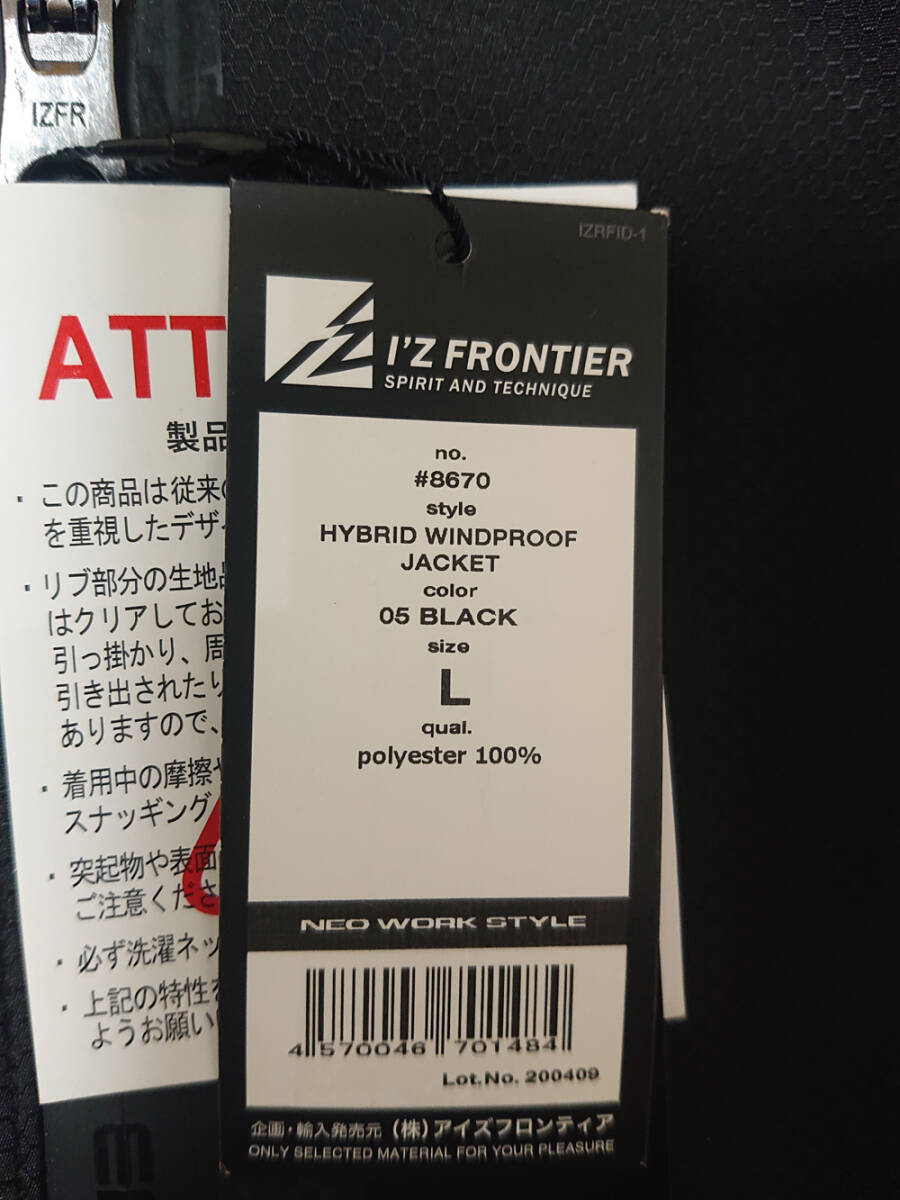 IZFR
IZRFID-1
I'Z FRONTIER
SPIRIT AND TECHNIQUE
no.
#8670
style
HYBRID WINDPROOF
JACKET
color
05 BLACK
size
L
qual.
polyester 100%
NEO WORK STYLE
4 570046 701484
Lot.No. 200409
企画・輸入発売元 (株)アイズフロンティア
ONLY SELECTED MATERIAL FOR YOUR PLEASURE
ATT
製品
・この商品は従来の
を重視したデザイ
・リブ部分の生地
はクリアしてお
引っ掛かり、周
引き出されたり
ありますので、
・着用中の摩擦や
スナッギング
・突起物や表面
ご注意くださ
・必ず洗濯ネッ
・上記の特性を
ようお願い